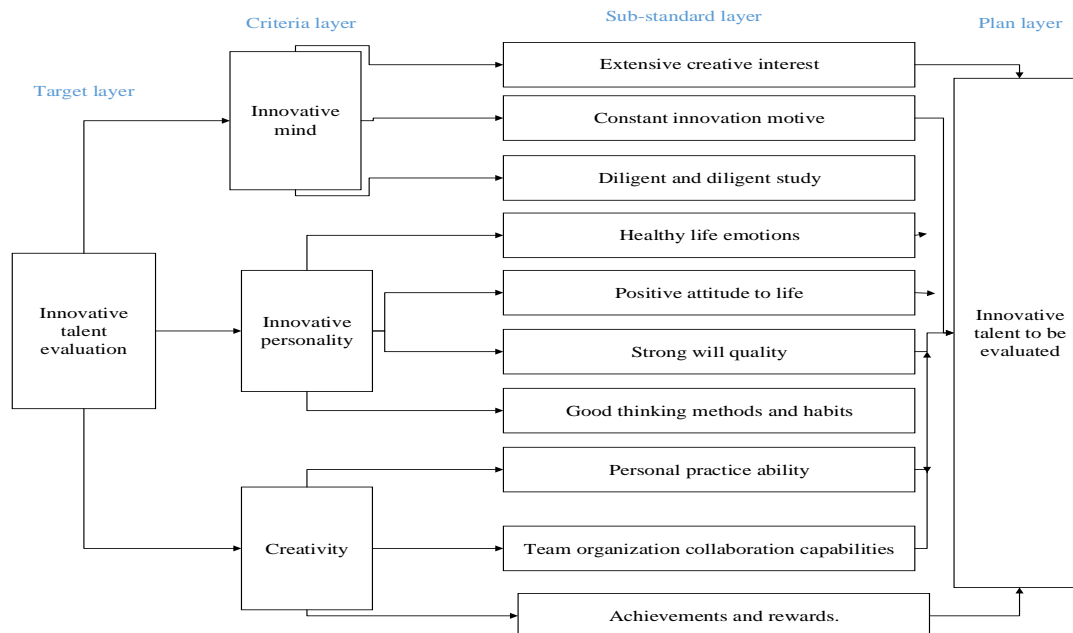 Target layer
Criteria layer
Sub-standard layer
Plan layer
Innovative
talent
evaluation
Innovative
mind
Innovative
personality
Creativity
Extensive creative interest
Constant innovation motive
Diligent and diligent study
Healthy life emotions
Positive attitude to life
Strong will quality
Good thinking methods and habits
Personal practice ability
Team organization collaboration capabilities
Achievements and rewards.
Innovative
talent to be
evaluated